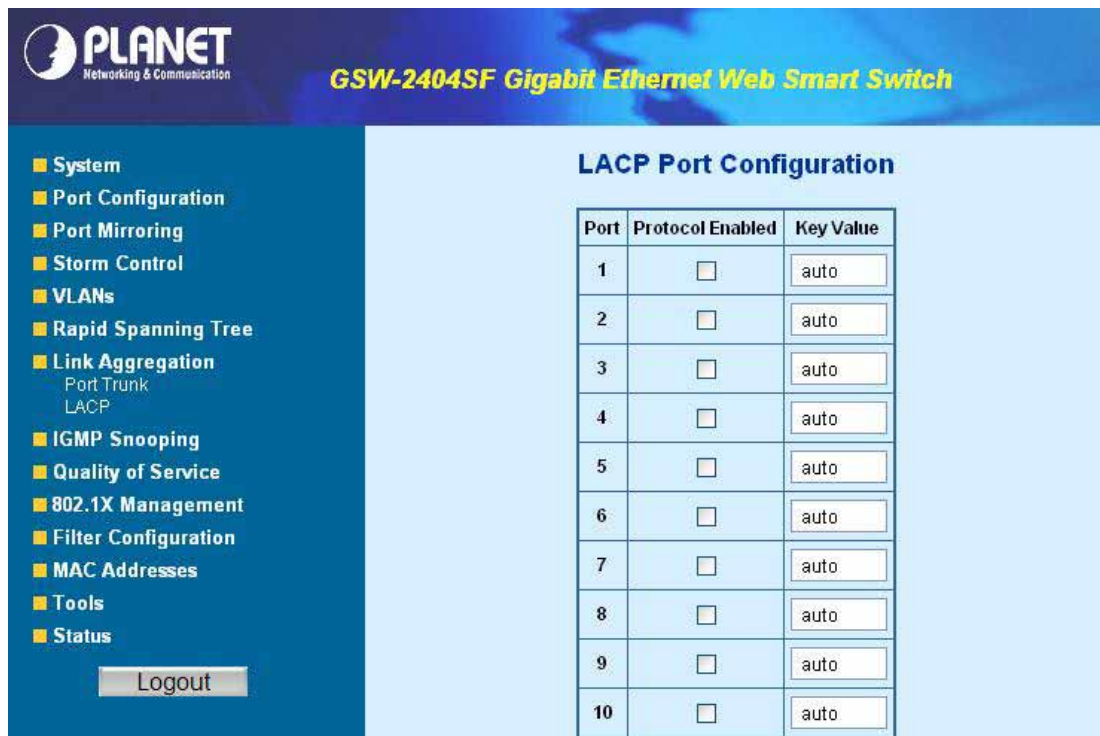 PLANET
Networking & Communication
GSW-2404SF Gigabit Ethernet Web Smart Switch
System
Port Configuration
Port Mirroring
Storm Control
VLANs
Rapid Spanning Tree
Link Aggregation
Port Trunk
LACP
IGMP Snooping
Quality of Service
802.1X Management
Filter Configuration
MAC Addresses
Tools
Status
Logout
LACP Port Configuration
Port Protocol Enabled Key Value
1 auto
2 auto
3 auto
4 auto
5 auto
6 auto
7 auto
8 auto
9 auto
10 auto